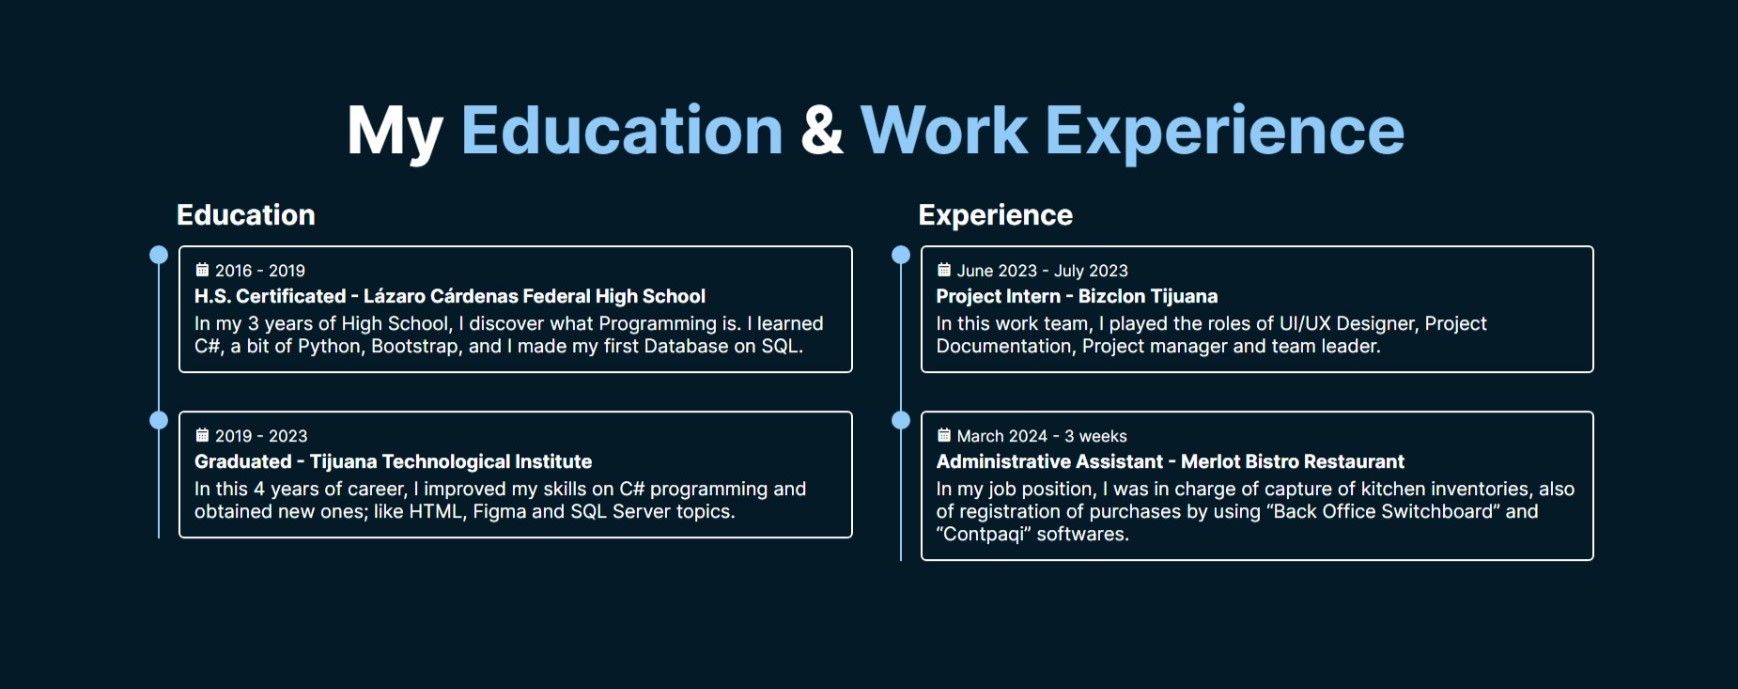 My Education & Work Experience
Education
2016 - 2019
H.S. Certificated - Lázaro Cárdenas Federal High School
In my 3 years of High School, I discover what Programming is. I learned
C#, a bit of Python, Bootstrap, and I made my first Database on SQL.
2019 - 2023
Graduated - Tijuana Technological Institute
In this 4 years of career, I improved my skills on C# programming and
obtained new ones; like HTML, Figma and SQL Server topics.
Experience
June 2023 - July 2023
Project Intern - Bizclon Tijuana
In this work team, I played the roles of UI/UX Designer, Project
Documentation, Project manager and team leader.
March 2024 - 3 weeks
Administrative Assistant - Merlot Bistro Restaurant
In my job position, I was in charge of capture of kitchen inventories, also
of registration of purchases by using “Back Office Switchboard” and
“Contpaqi” softwares.